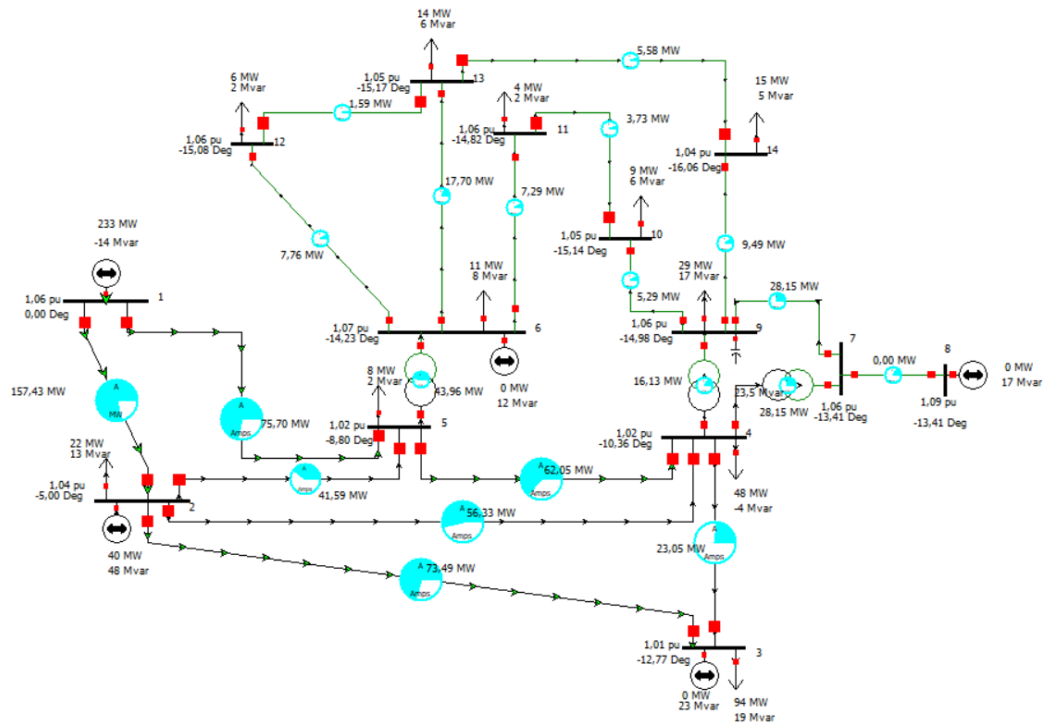 14 MW
6 Mvar
5,58 MW
1,05 pu
-15,17 Deg
13
6 MW
2 Mvar
1,59 MW
4 MW
2 Mvar
15 MW
5 Mvar
1,06 pu
-15,08 Deg
12
1,06 pu
-14,82 Deg
11
3,73 MW
1,04 pu
-16,06 Deg
14
17,70 MW
7,29 MW
9 MW
6 Mvar
1,05 pu
-15,14 Deg
10
7,76 MW
9,49 MW
233 MW
-14 Mvar
11 MW
8 Mvar
29 MW
17 Mvar
5,29 MW
28,15 MW
1,06 pu
0,00 Deg
1
1,07 pu
-14,23 Deg
6
1,06 pu
-14,98 Deg
9
7
8
0,00 MW
0 MW
17 Mvar
0 MW
12 Mvar
8 MW
2 Mvar
43,96 MW
16,13 MW
23,5 Mvar
28,15 MW
1,06 pu
-13,41 Deg
1,09 pu
-13,41 Deg
157,43 MW
A
MW
A
Amps
75,70 MW
1,02 pu
-8,80 Deg
5
1,02 pu
-10,36 Deg
4
22 MW
13 Mvar
A
Amps
41,59 MW
A
Amps
62,05 MW
48 MW
-4 Mvar
1,04 pu
-5,00 Deg
2
A
Amps
56,33 MW
40 MW
48 Mvar
A
Amps
23,05 MW
A
Amps
73,49 MW
1,01 pu
-12,77 Deg
3
0 MW
23 Mvar
94 MW
19 Mvar